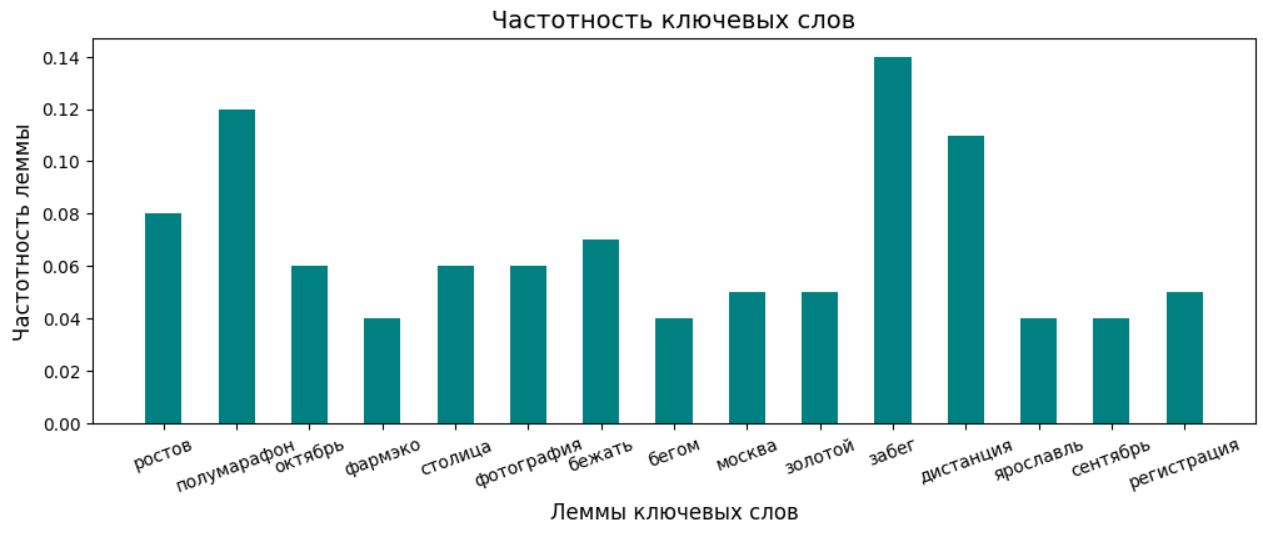 Частотность ключевых слов
Частотность леммы
0.14
0.12
0.10
0.08
0.06
0.04
0.02
0.00
ростов
полумарафон
октябрь
фармэко
столица
фотография
бежать
бегом
москва
золотой
забег
дистанция
ярославль
сентябрь
регистрация
Леммы ключевых слов